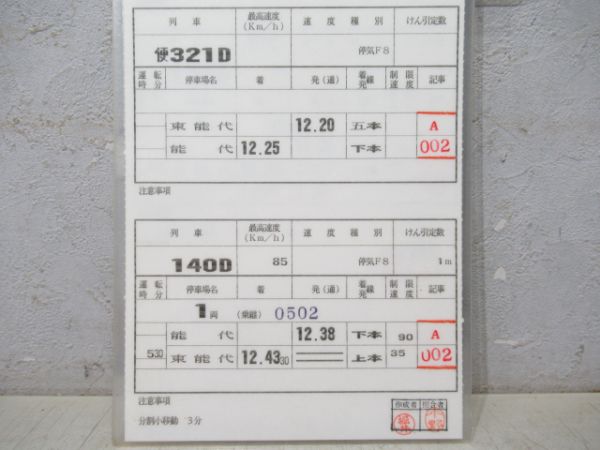 列車 最高速度(Km/h) 速度種別 けん引定数
便321D 停気F8
運転時分 停車場名 着 発(通) 着発線 制限速度 記事
東能代 12.20 五本 A
能代 12.25 下本 002
注意事項
列車 最高速度(Km/h) 速度種別 けん引定数
140D 85 停気F8 1m
運転時分 停車場名 着 発(通) 着発線 制限速度 記事
1両 (乗継) 0502
能代 12.38 下本 90 A
530 東能代 12.43 30 上本 35 002
注意事項
作成者 照合者
分割小移動 3分